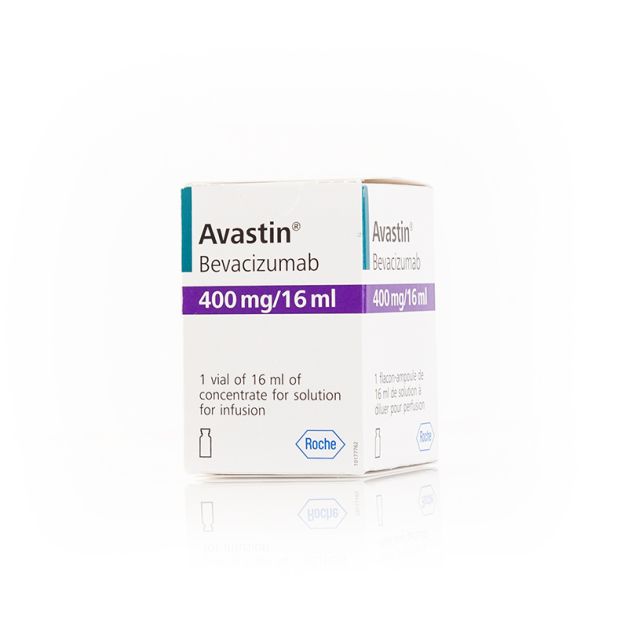 Avastin®
Bevacizumab
400 mg/16 ml
1 vial of 16 ml of
concentrate for solution
for infusion
Roche
10177762
Avastin®
Bevacizumab
400 mg/16 ml
1 flacon-ampoule de
16 ml de solution à
diluer pour perfusion
Roche